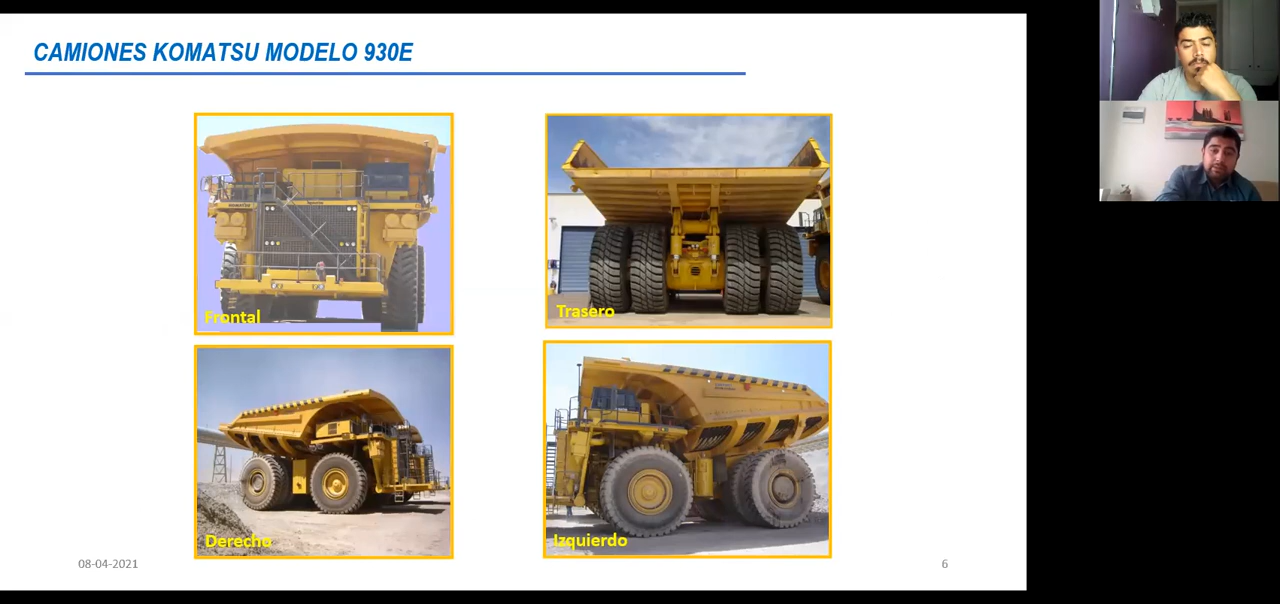 CAMIONES KOMATSU MODELO 930E
Frontal
Trasero
Derecho
Izquierdo
08-04-2021
6